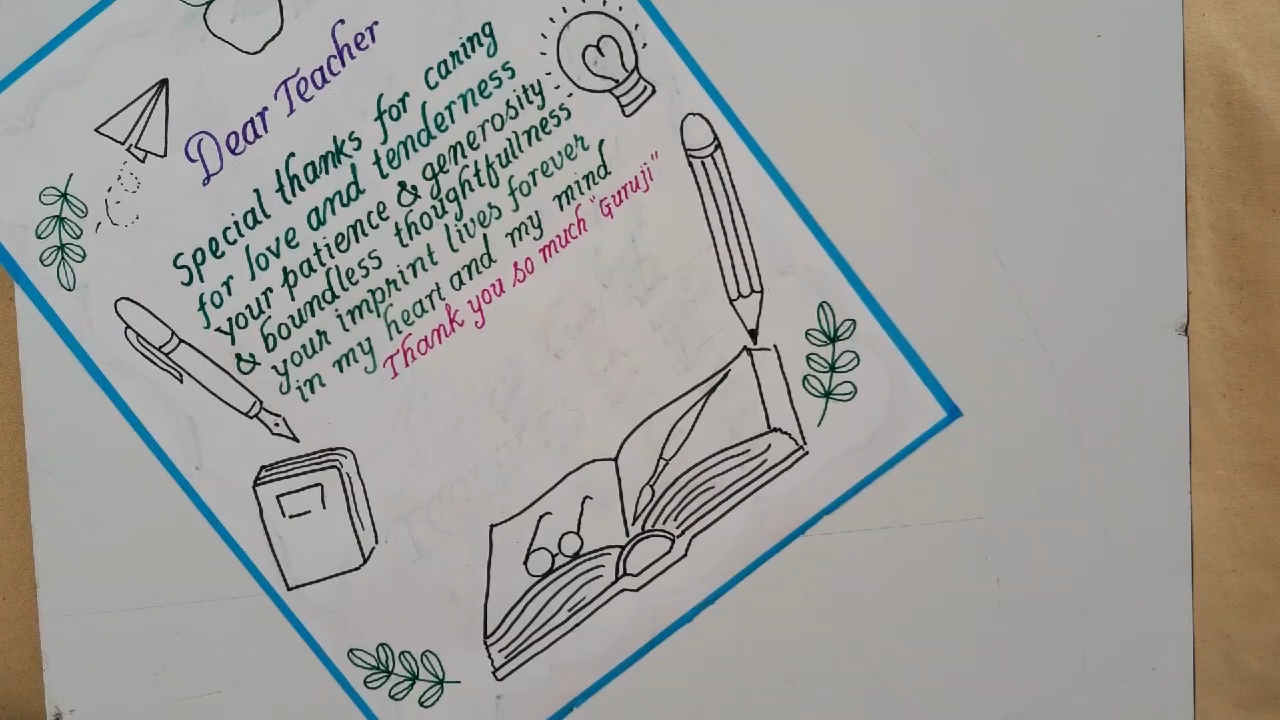 Dear Teacher
Special thanks for caring
for love and tenderness
your patience & generosity
& boundless thoughtfullness
your imprint lives forever
in my heart and my mind
Thank you so much "Guruji"